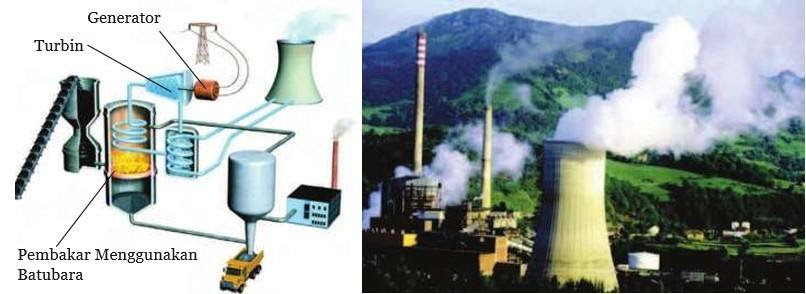 Generator
Turbin
Pembakar Menggunakan
Batubara